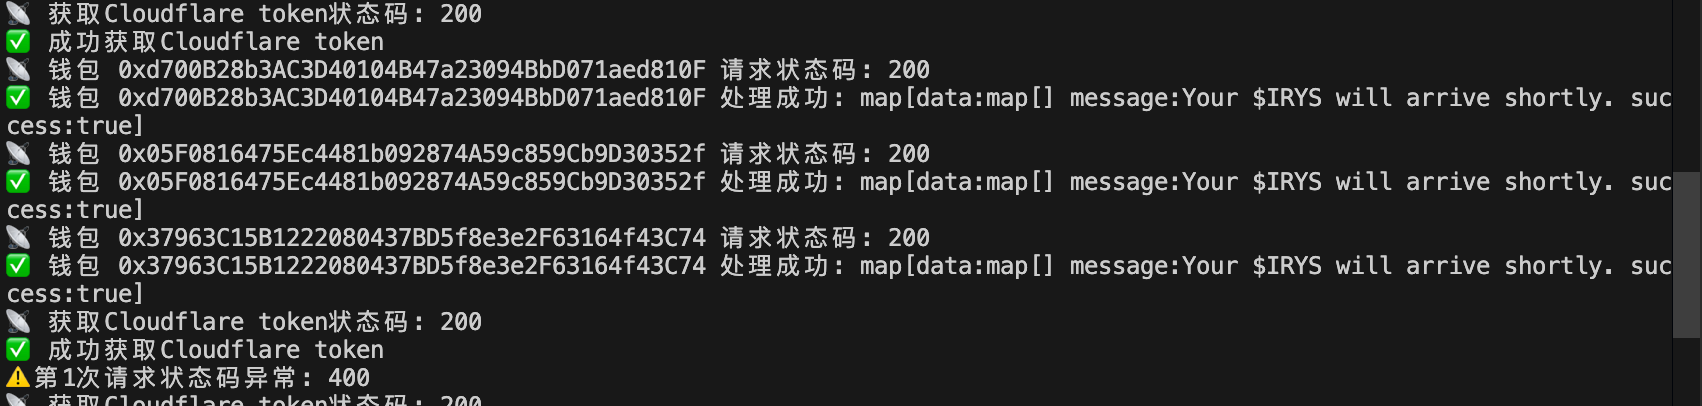 📡 获取Cloudflare token状态码: 200
✅ 成功获取Cloudflare token
📡 钱包 0xd700B28b3AC3D40104B47a23094BbD071aed810F 请求状态码: 200
✅ 钱包 0xd700B28b3AC3D40104B47a23094BbD071aed810F 处理成功: map[data:map[] message:Your $IRYS will arrive shortly. suc
cess:true]
📡 钱包 0x05F0816475Ec4481b092874A59c859Cb9D30352f 请求状态码: 200
✅ 钱包 0x05F0816475Ec4481b092874A59c859Cb9D30352f 处理成功: map[data:map[] message:Your $IRYS will arrive shortly. suc
cess:true]
📡 钱包 0x37963C15B1222080437BD5f8e3e2F63164f43C74 请求状态码: 200
✅ 钱包 0x37963C15B1222080437BD5f8e3e2F63164f43C74 处理成功: map[data:map[] message:Your $IRYS will arrive shortly. suc
cess:true]
📡 获取Cloudflare token状态码: 200
✅ 成功获取Cloudflare token
⚠️第1次请求状态码异常: 400
📡 获取Cloudflare token状态码: 200